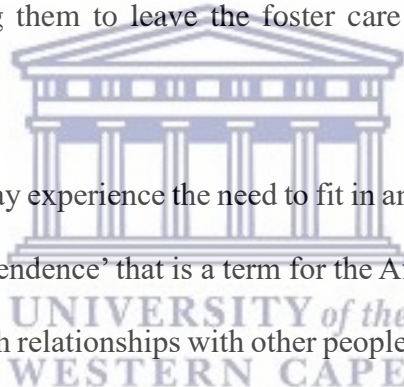 g them to leave the foster care
ay experience the need to fit in an
endence’ that is a term for the A
UNIVERSITY of the
h relationships with other people
WESTERN CAPE